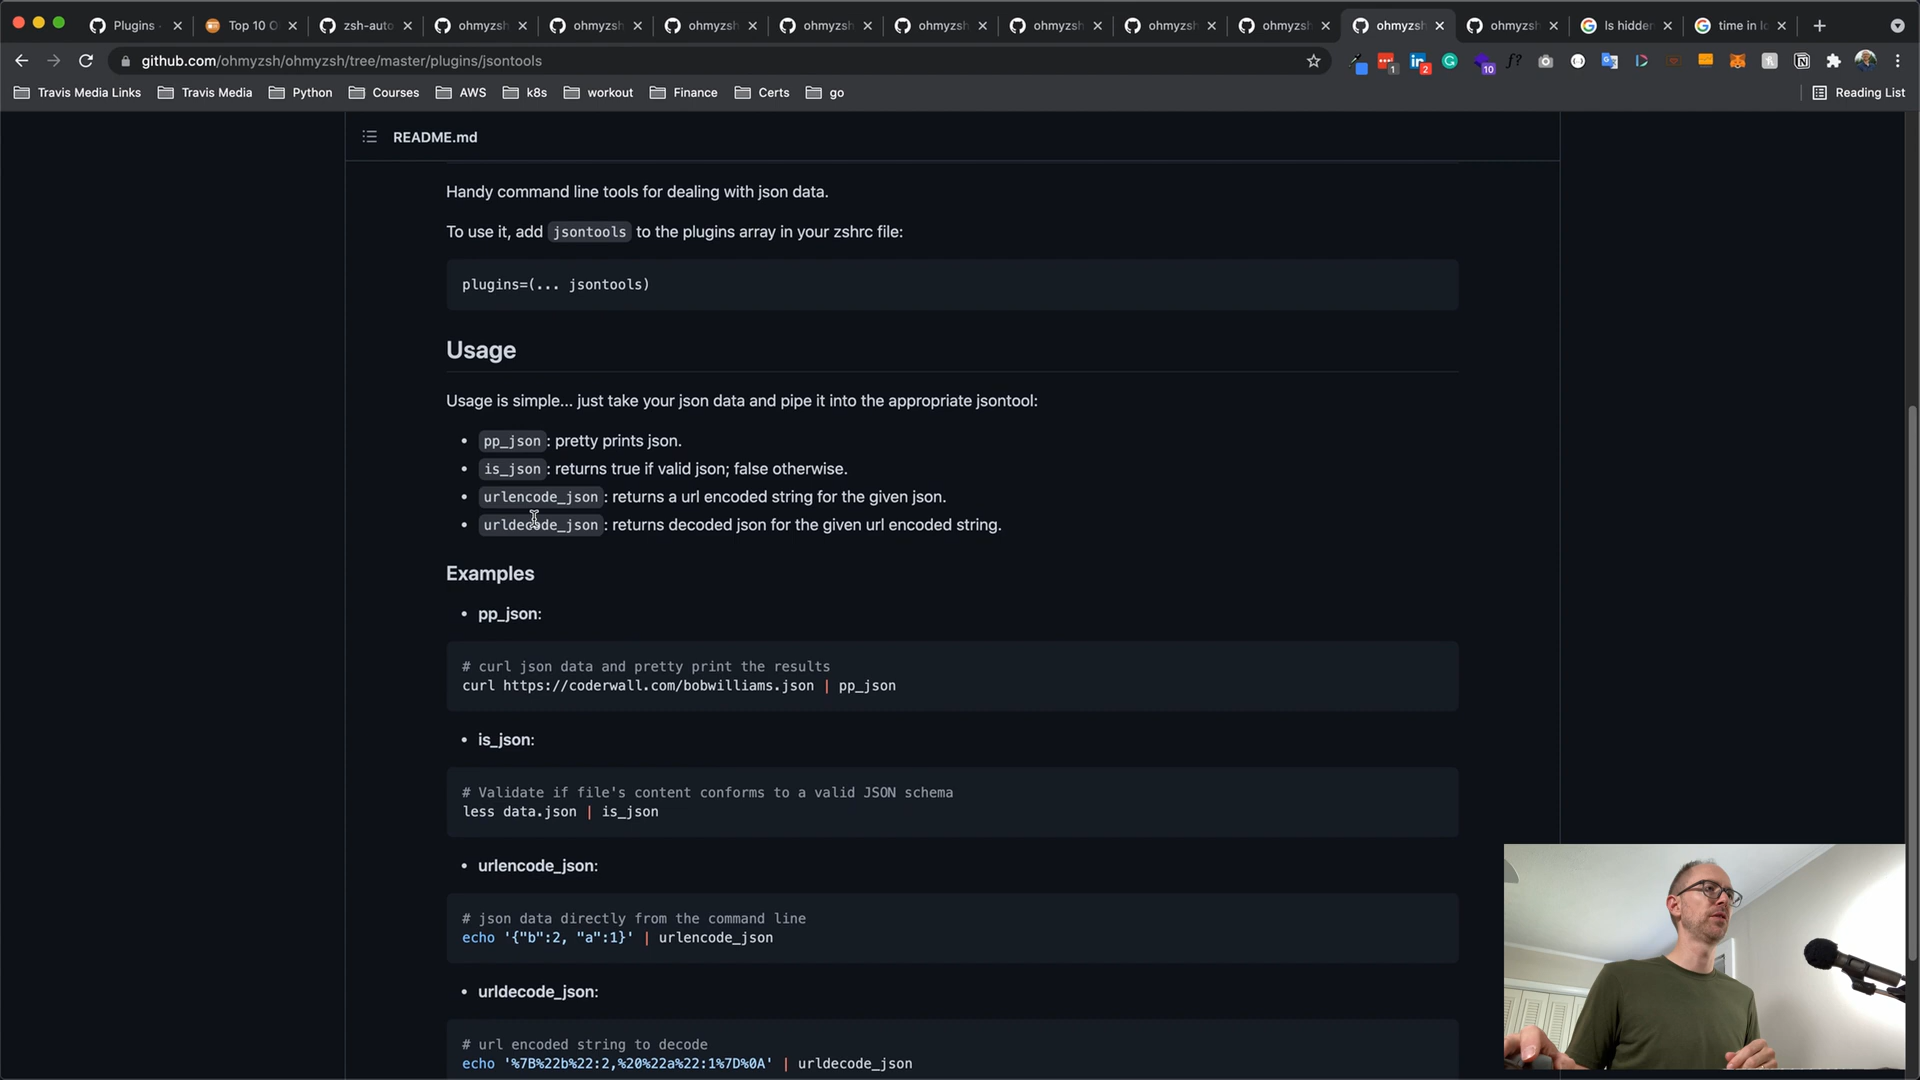 Plugins
Top 10 O
zsh-auto
ohmyzsh
ohmyzsh
ohmyzsh
ohmyzsh
ohmyzsh
ohmyzsh
ohmyzsh
ohmyzsh
ohmyzsh
ohmyzsh
Is hidden
time in lo
github.com/ohmyzsh/ohmyzsh/tree/master/plugins/jsontools
1
2
10
f?
Travis Media Links
Travis Media
Python
Courses
AWS
k8s
workout
Finance
Certs
go
Reading List
README.md
Handy command line tools for dealing with json data.
To use it, add jsontools to the plugins array in your zshrc file:
plugins=(... jsontools)
Usage
Usage is simple... just take your json data and pipe it into the appropriate jsontool:
• pp_json : pretty prints json.
• is_json : returns true if valid json; false otherwise.
• urlencode_json : returns a url encoded string for the given json.
• urldecode_json : returns decoded json for the given url encoded string.
Examples
• pp_json:
# curl json data and pretty print the results
curl https://coderwall.com/bobwilliams.json | pp_json
• is_json:
# Validate if file's content conforms to a valid JSON schema
less data.json | is_json
• urlencode_json:
# json data directly from the command line
echo '{"b":2, "a":1}' | urlencode_json
• urldecode_json:
# url encoded string to decode
echo '%7B%22b%22:2,%20%22a%22:1%7D%0A' | urldecode_json